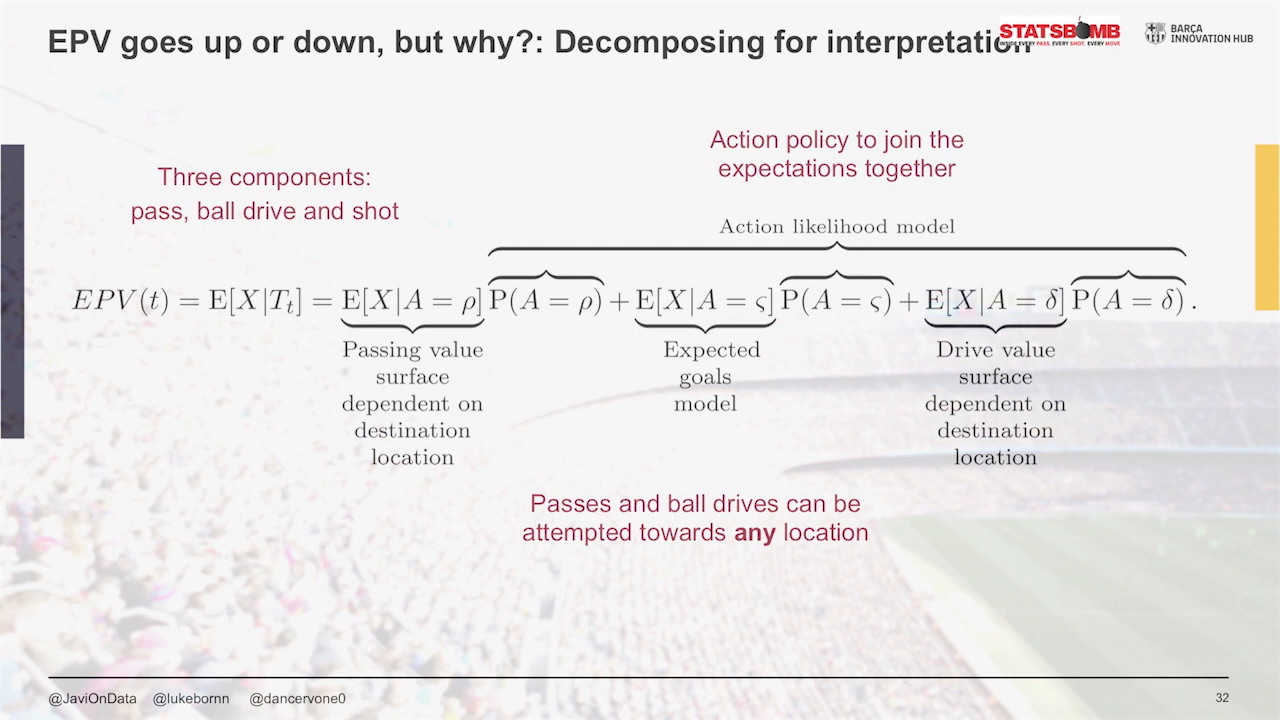 EPV goes up or down, but why?: Decomposing for interpretation
STATSBOMB
INSIDE EVERY PASS, EVERY SHOT, EVERY MOVE
BARÇA
INNOVATION HUB
Three components:
pass, ball drive and shot
Action policy to join the
expectations together
Action likelihood model
EPV(t) = E[X|Tₜ] = E[X|A = ρ] P(A = ρ) + E[X|A = ς] P(A = ς) + E[X|A = δ] P(A = δ) .
Passing value
surface
dependent on
destination
location
Expected
goals
model
Drive value
surface
dependent on
destination
location
Passes and ball drives can be
attempted towards any location
@JaviOnData @lukebornn @dancervone0
32